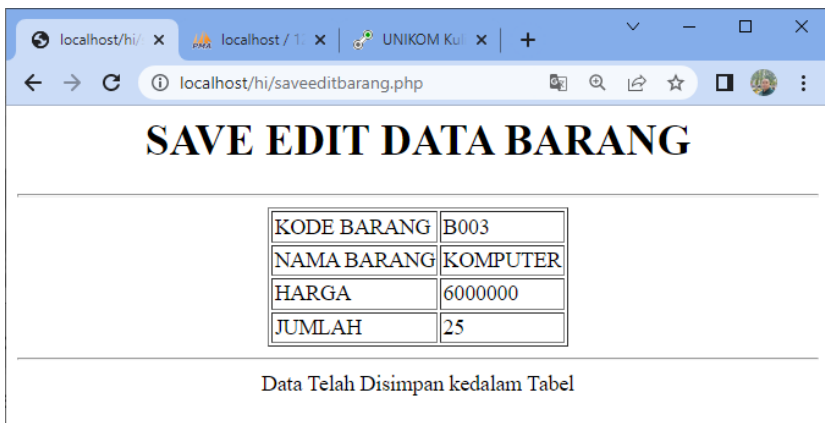 localhost/hi/ localhost / 1 UNIKOM Kul
localhost/hi/saveeditbarang.php
SAVE EDIT DATA BARANG
KODE BARANG B003
NAMA BARANG KOMPUTER
HARGA 6000000
JUMLAH 25
Data Telah Disimpan kedalam Tabel